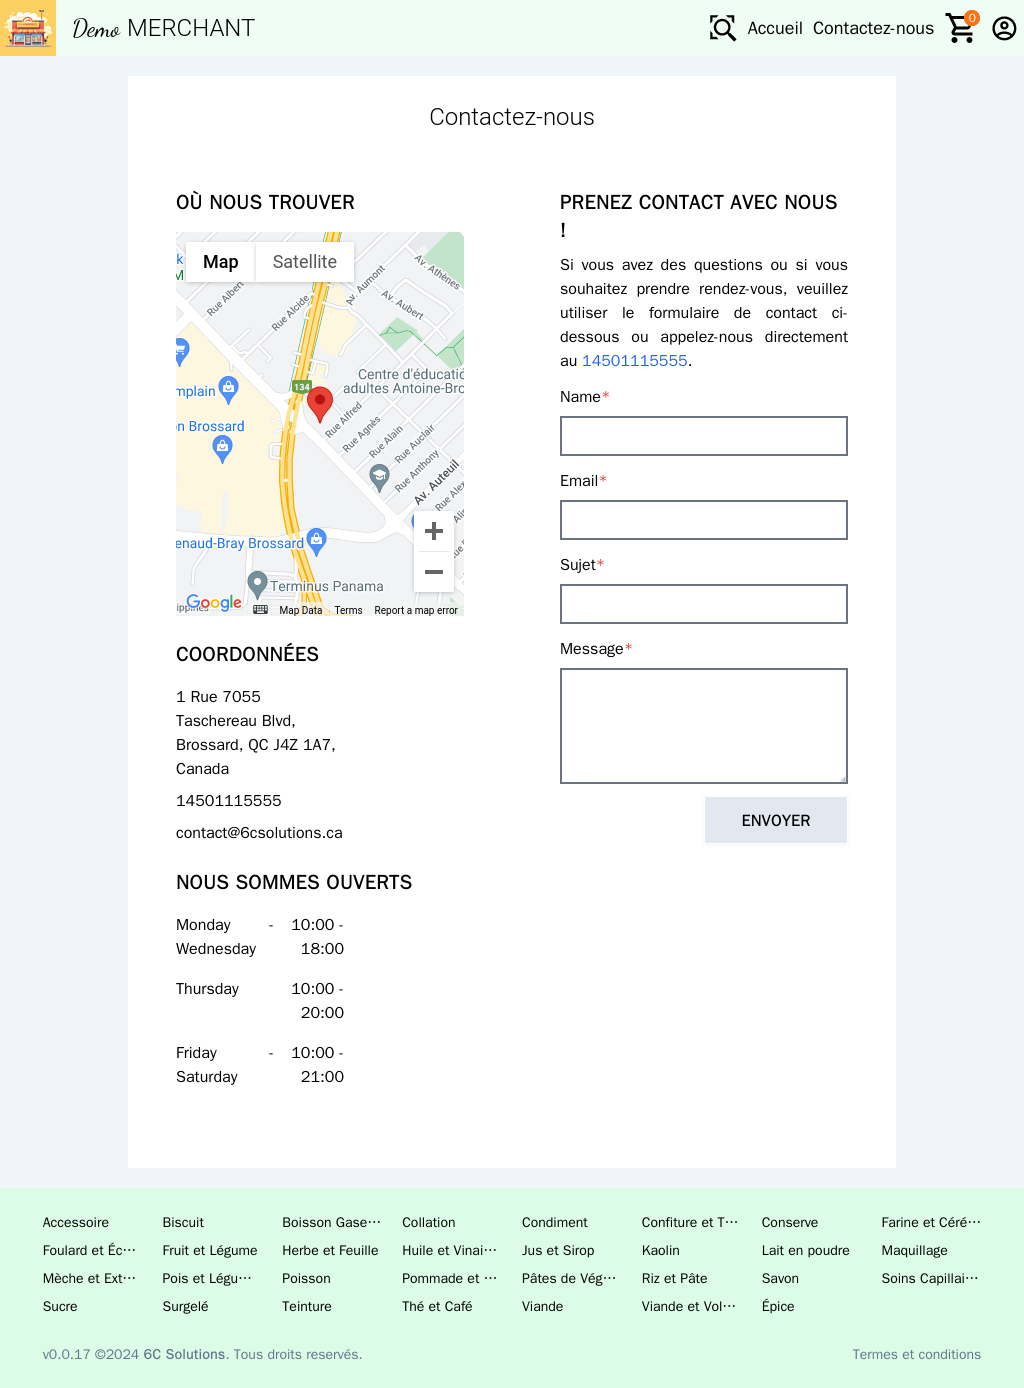 Demo MERCHANT
Accueil
Contactez-nous
0
Contactez-nous
OÙ NOUS TROUVER
Map
Satellite
Av. Athènes
Av. Aumont
Av. Aubert
Rue Albert
Rue Alcide
Centre d'éducatio
adultes Antoine-Bro
134
mplain
on Brossard
Rue Alfred
Rue Agnès
Rue Alain
Rue Auclair
Rue Anthony
Av. Auteuil
Rue Alex
enaud-Bray Brossard
Terminus Panama
Google
Map Data
Terms
Report a map error
COORDONNÉES
1 Rue 7055
Taschereau Blvd,
Brossard, QC J4Z 1A7,
Canada
14501115555
contact@6csolutions.ca
NOUS SOMMES OUVERTS
Monday - 10:00 -
Wednesday 18:00
Thursday 10:00 -
20:00
Friday - 10:00 -
Saturday 21:00
PRENEZ CONTACT AVEC NOUS
!
Si vous avez des questions ou si vous
souhaitez prendre rendez-vous, veuillez
utiliser le formulaire de contact ci-
dessous ou appelez-nous directement
au 14501115555.
Name*
Email*
Sujet*
Message*
ENVOYER
Accessoire Biscuit Boisson Gase… Collation Condiment Confiture et T… Conserve Farine et Céré…
Foulard et Éc… Fruit et Légume Herbe et Feuille Huile et Vinai… Jus et Sirop Kaolin Lait en poudre Maquillage
Mèche et Ext… Pois et Légu… Poisson Pommade et … Pâtes de Vég… Riz et Pâte Savon Soins Capillai…
Sucre Surgelé Teinture Thé et Café Viande Viande et Vol… Épice
v0.0.17 ©2024 6C Solutions. Tous droits reservés.
Termes et conditions